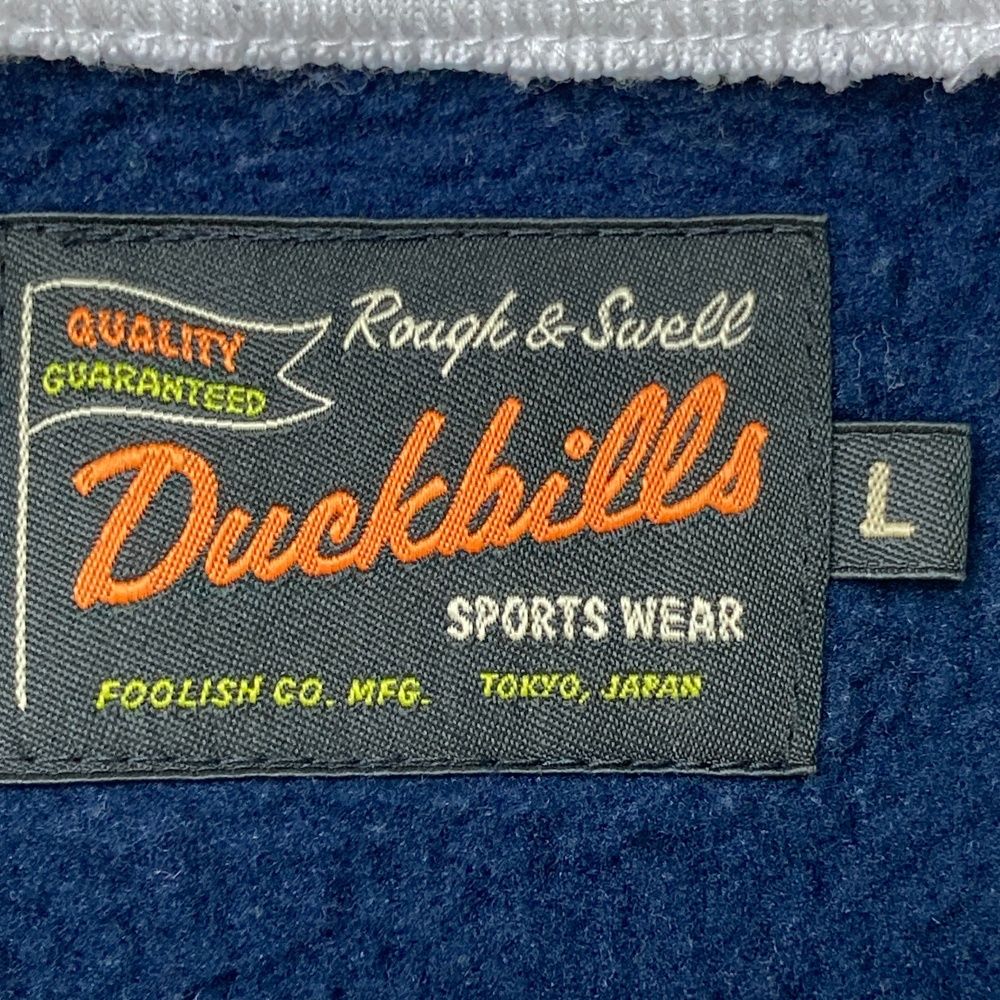 QUALITY
GUARANTEED
Rough & Swell
Duckbills
SPORTS WEAR
FOOLISH CO. MFG. TOKYO, JAPAN
L